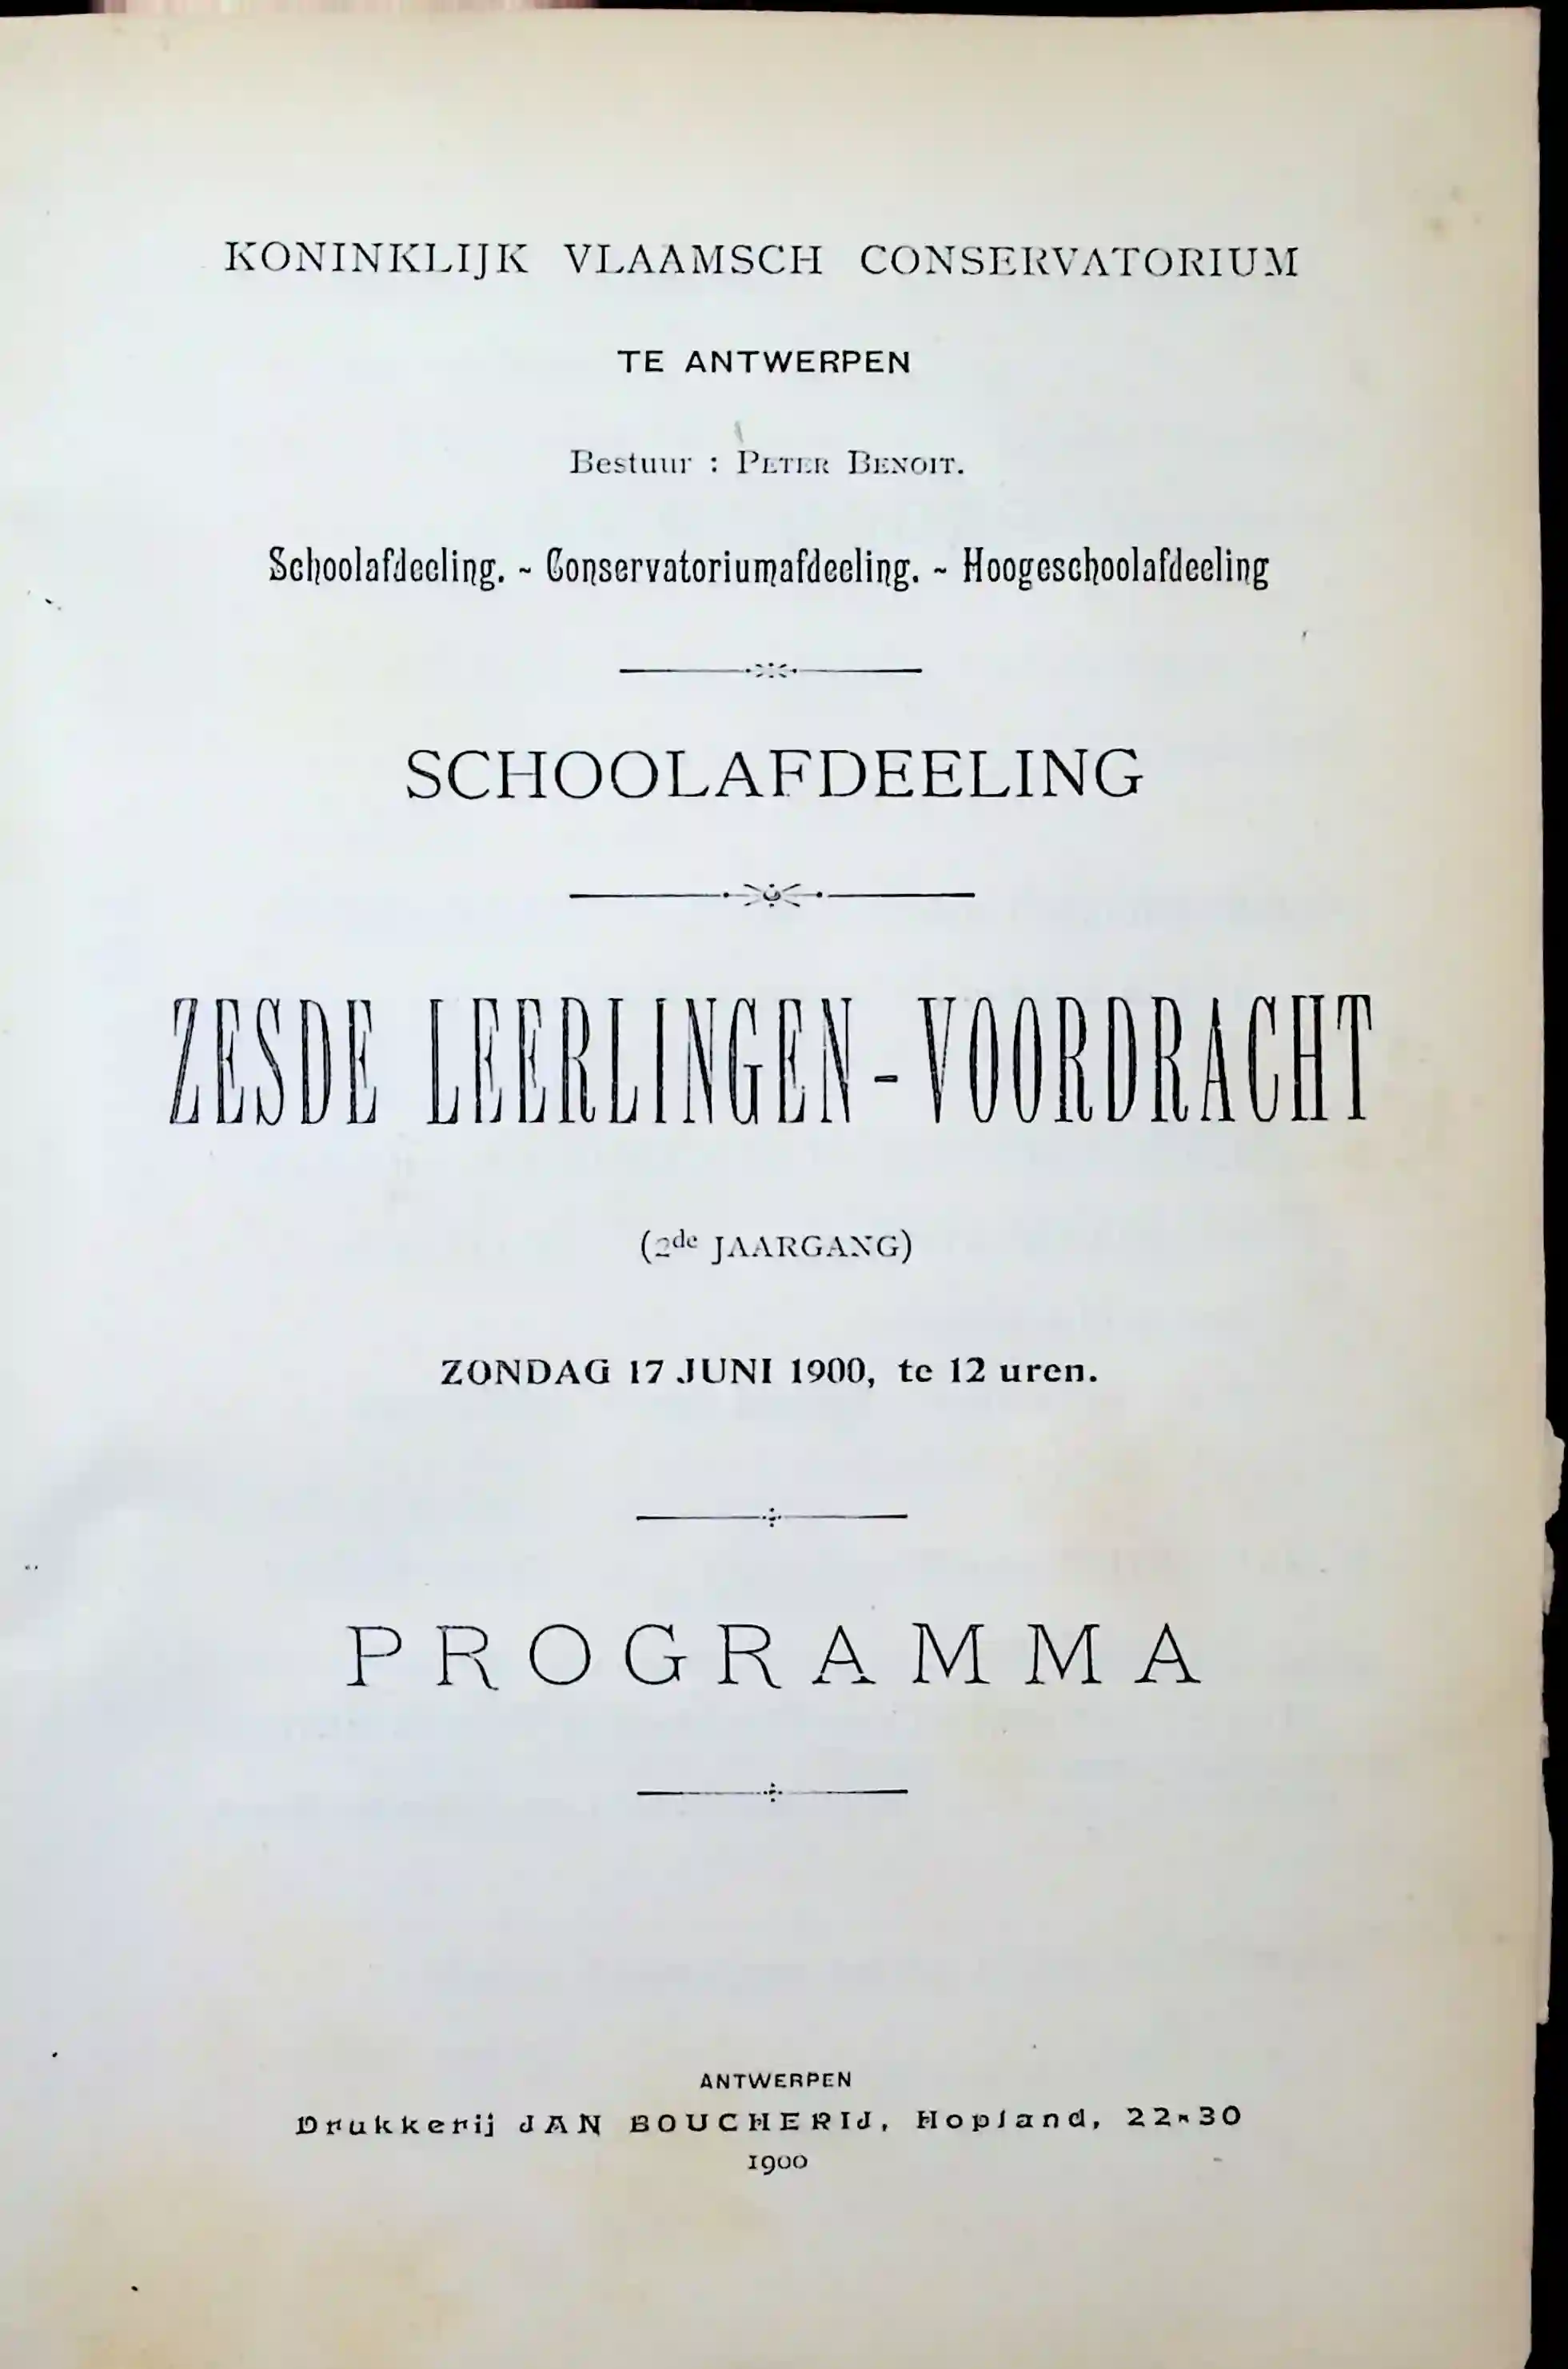 KONINKLIJK VLAAMSCH CONSERVATORIUM
TE ANTWERPEN
Bestuur : PETER BENOIT.
Schoolafdeeling. - Conservatoriumafdeeling. - Hoogeschoolafdeeling
SCHOOLAFDEELING
ZESDE LEERLINGEN-VOORDRACHT
(2de JAARGANG)
ZONDAG 17 JUNI 1900, te 12 uren.
PROGRAMMA
ANTWERPEN
Drukkerij JAN BOUCHERIJ, Hopland, 22-30
1900